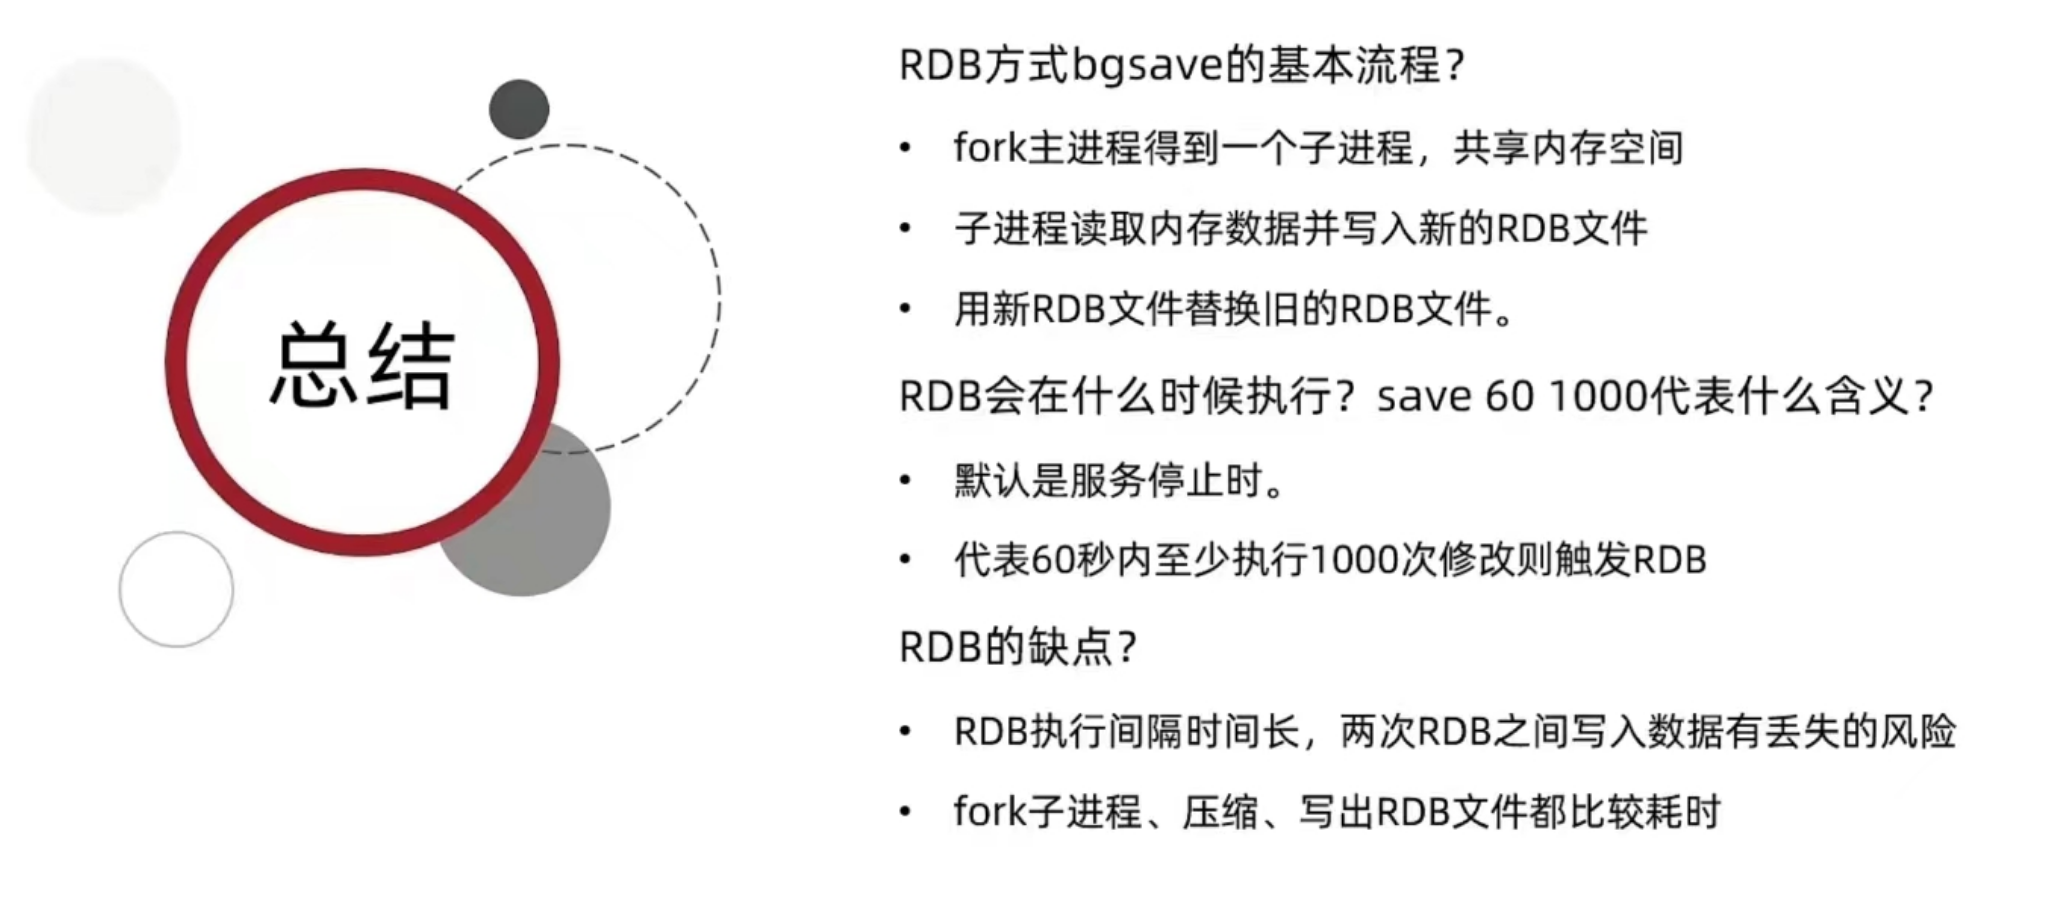 总结
RDB方式bgsave的基本流程？
• fork主进程得到一个子进程，共享内存空间
• 子进程读取内存数据并写入新的RDB文件
• 用新RDB文件替换旧的RDB文件。
RDB会在什么时候执行？save 60 1000代表什么含义？
• 默认是服务停止时。
• 代表60秒内至少执行1000次修改则触发RDB
RDB的缺点？
• RDB执行间隔时间长，两次RDB之间写入数据有丢失的风险
• fork子进程、压缩、写出RDB文件都比较耗时